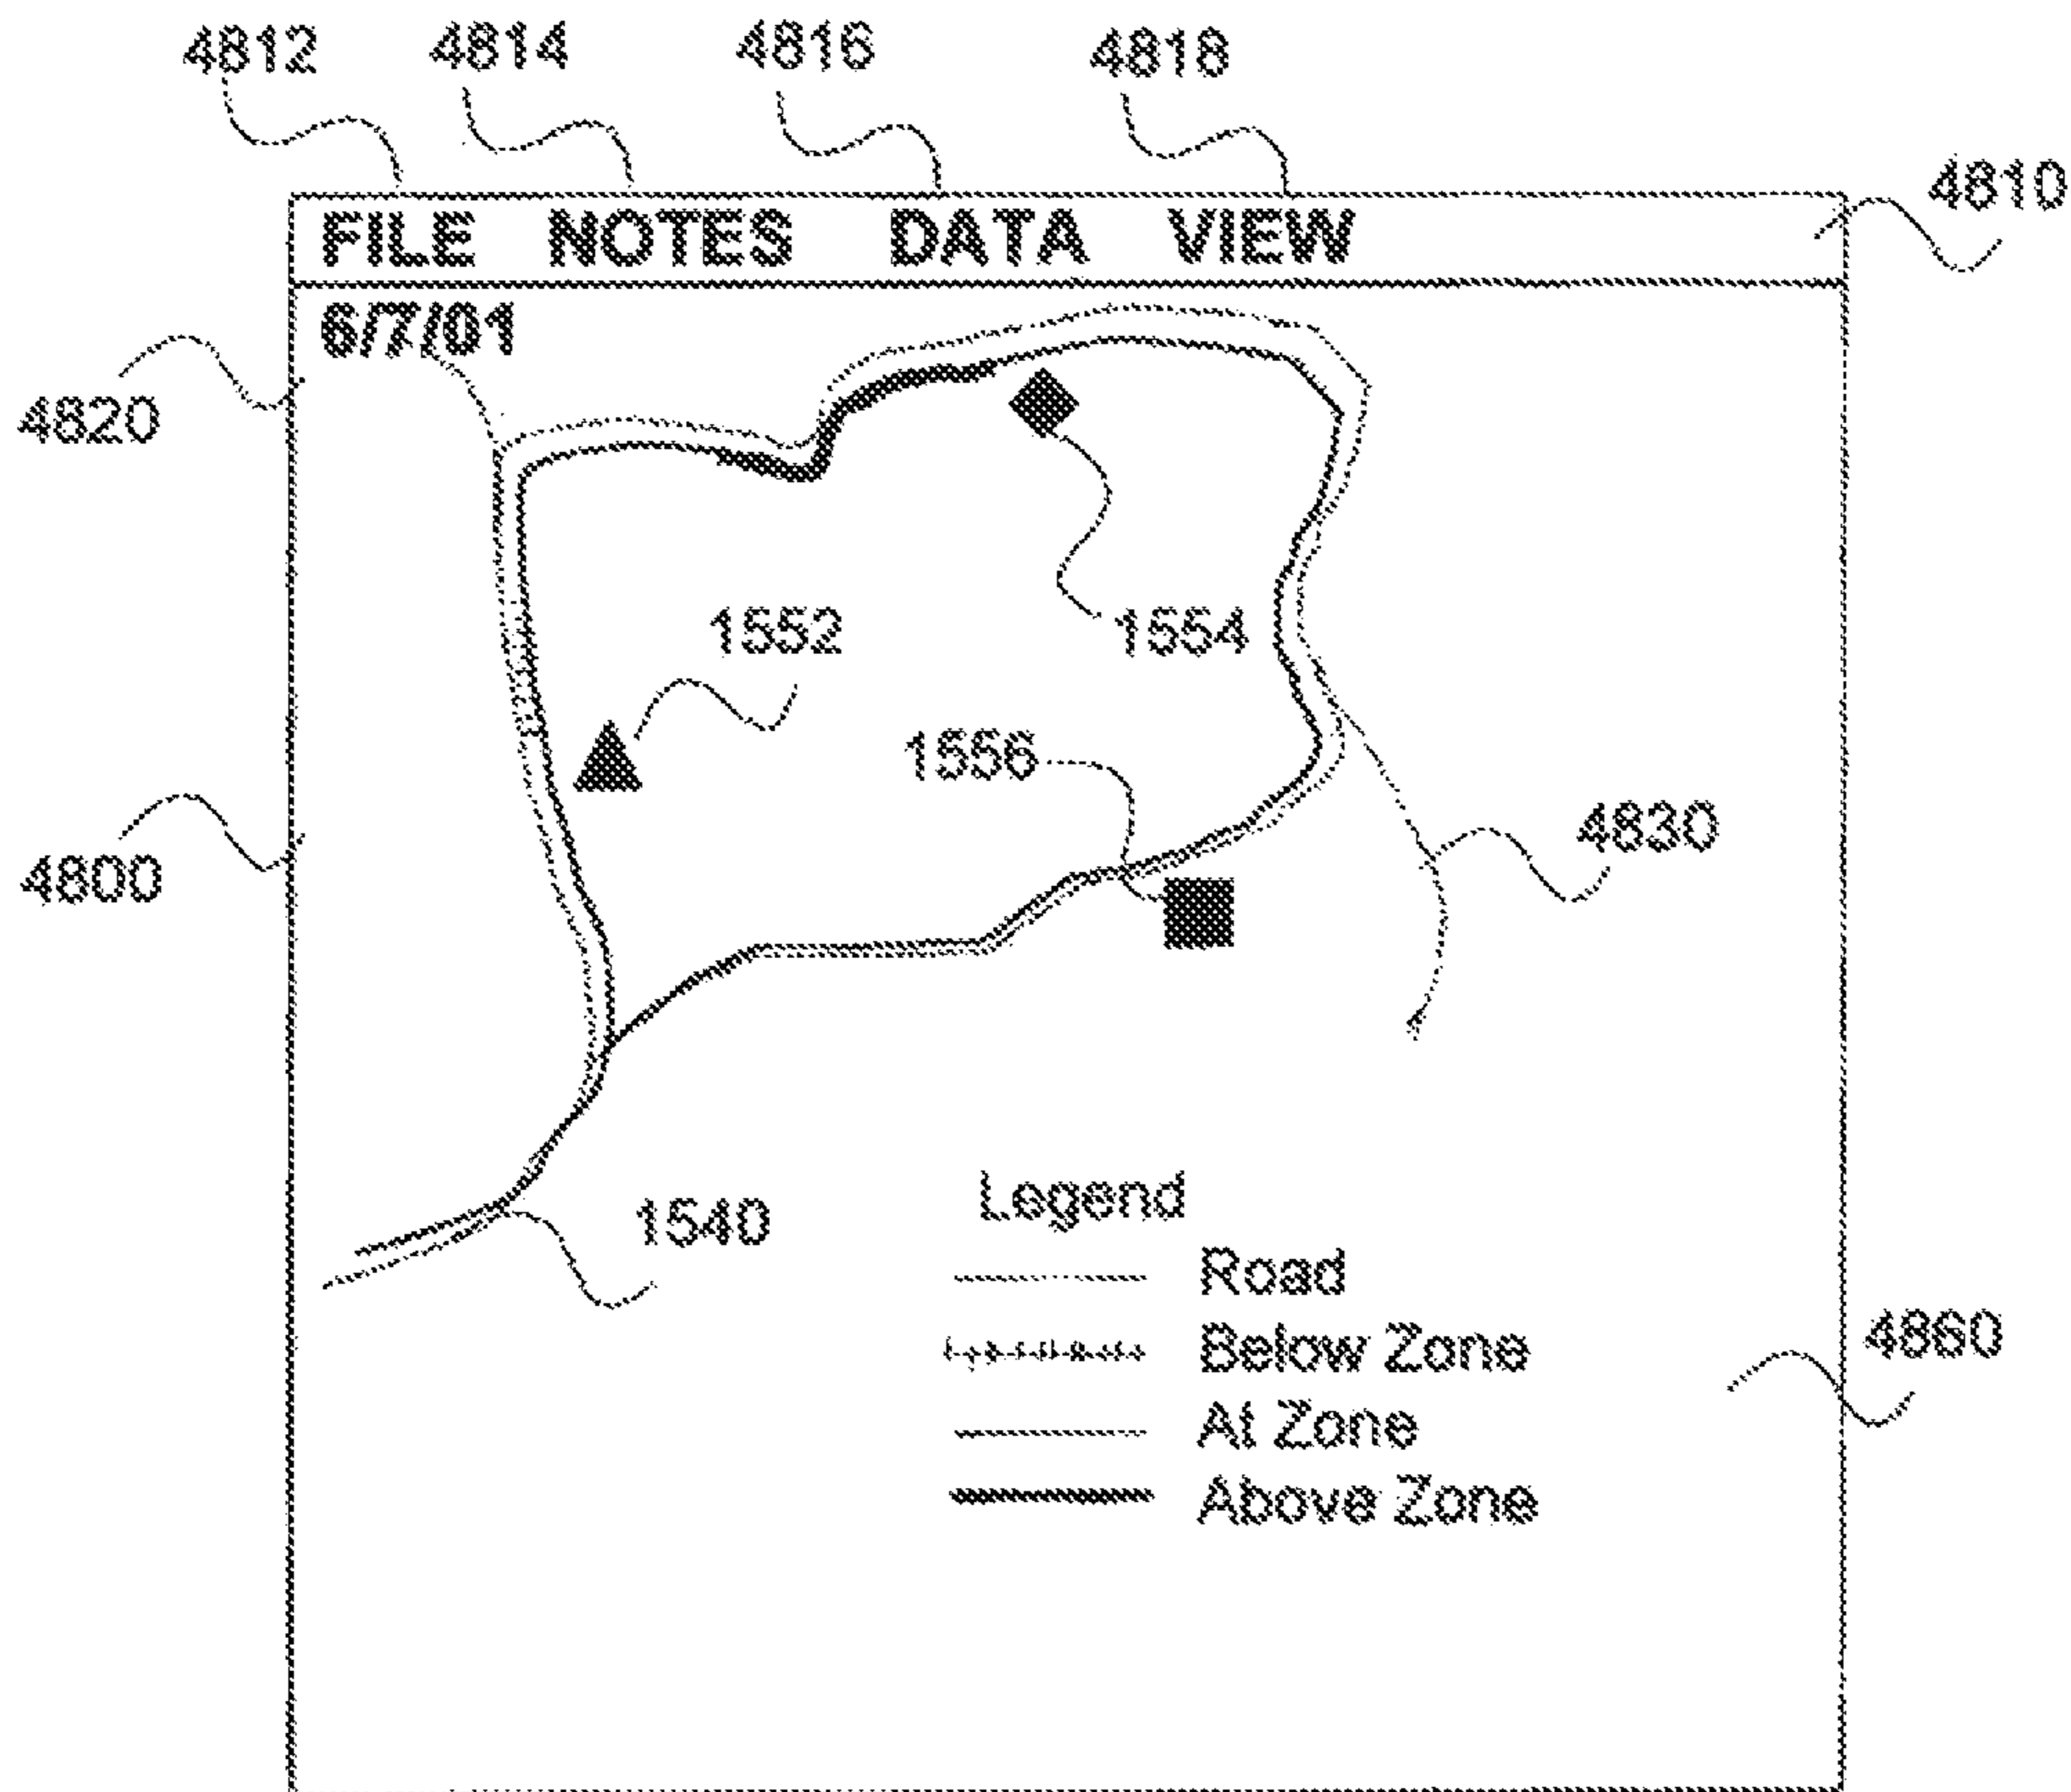 4812 4814 4816 4818
4810
FILE NOTES DATA VIEW
6/7/01
4820
1552 1554
1556
4830
4800
1540
Legend
Road
Below Zone
4860
At Zone
Above Zone